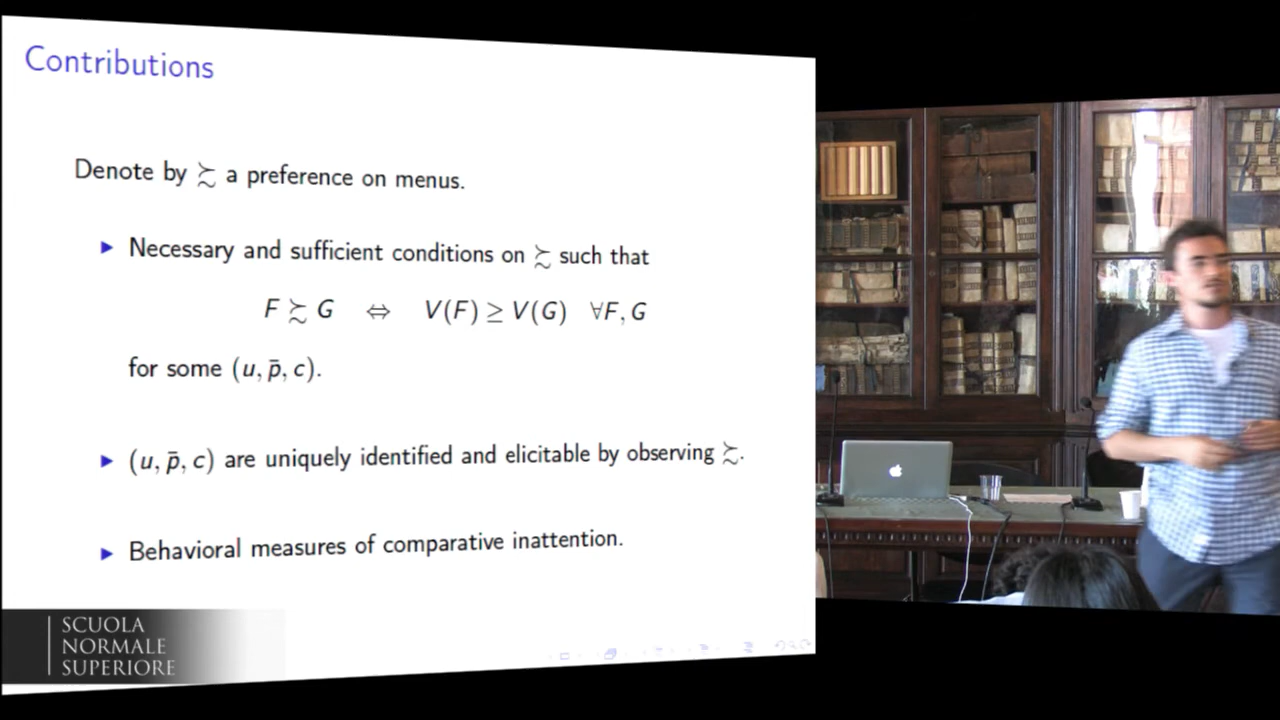 Contributions
Denote by ≿ a preference on menus.
▶ Necessary and sufficient conditions on ≿ such that
F ≿ G ⇔ V(F) ≥ V(G) ∀F, G
for some (u, p̄, c).
▶ (u, p̄, c) are uniquely identified and elicitable by observing ≿.
▶ Behavioral measures of comparative inattention.
SCUOLA
NORMALE
SUPERIORE